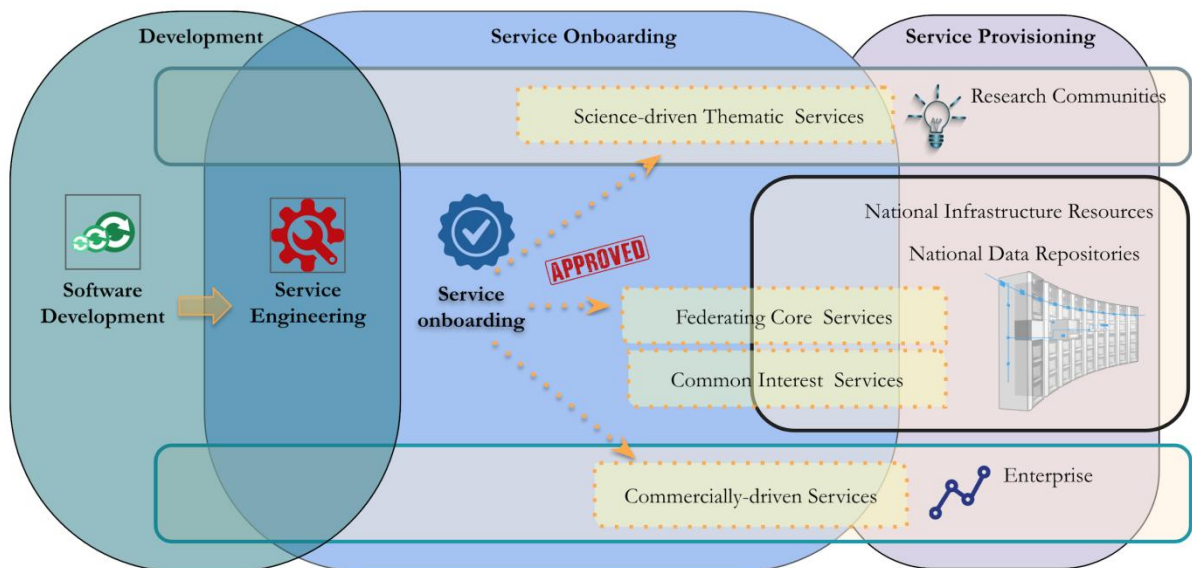 Development
Service Onboarding
Service Provisioning
Research Communities
Science-driven Thematic Services
National Infrastructure Resources
National Data Repositories
APPROVED
Software
Development
Service
Engineering
Service
onboarding
Federating Core Services
Common Interest Services
Commercially-driven Services
Enterprise